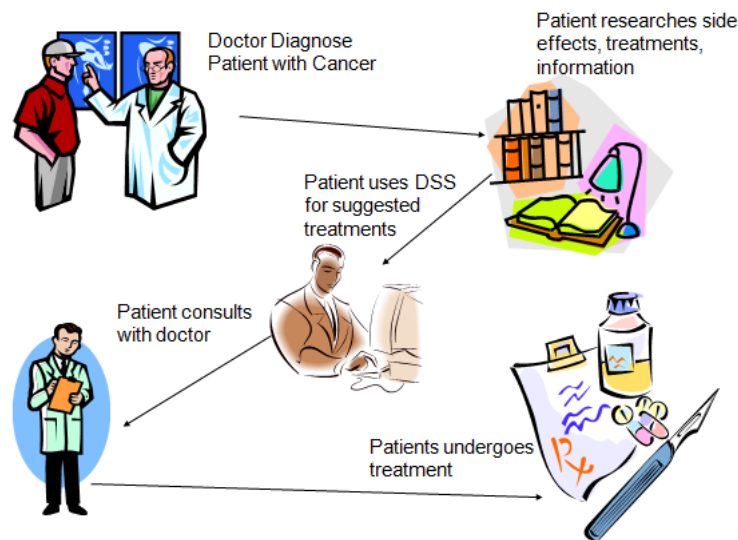 Doctor Diagnose
Patient with Cancer
Patient researches side
effects, treatments,
information
Patient uses DSS
for suggested
treatments
Patient consults
with doctor
Patients undergoes
treatment
Rx